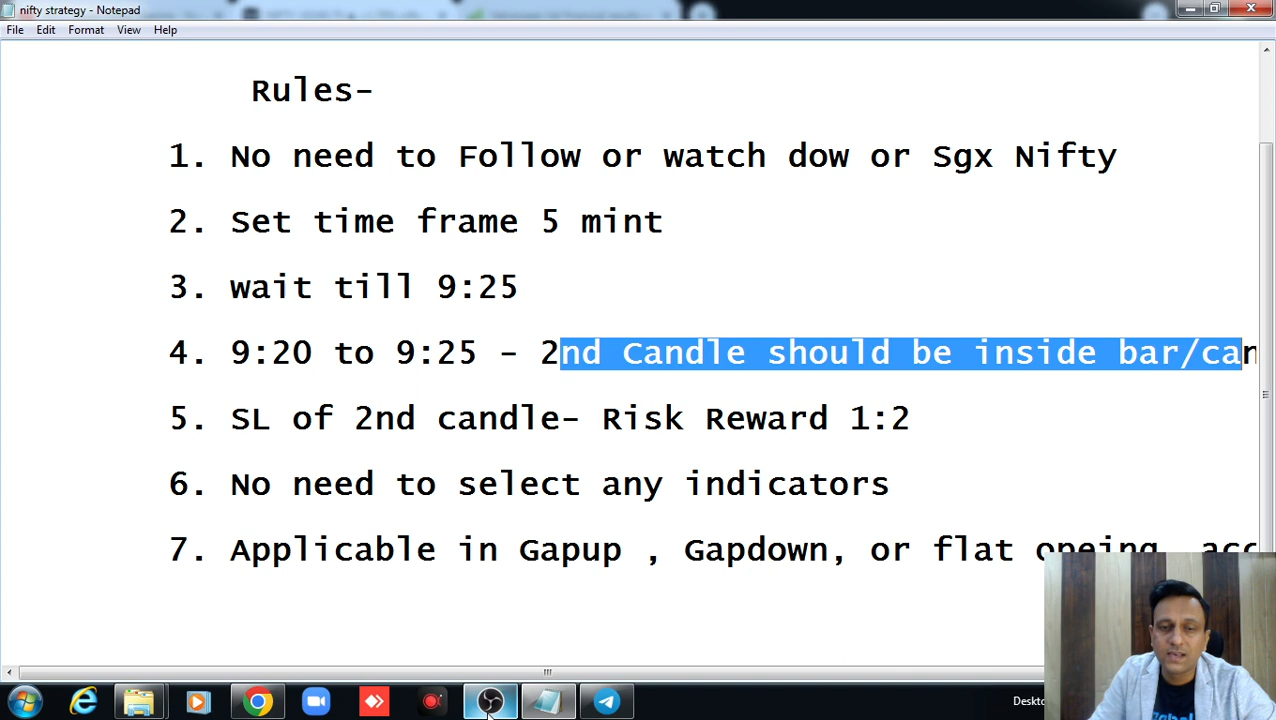 nifty strategy - Notepad
File Edit Format View Help
Rules-
1. No need to Follow or watch dow or Sgx Nifty
2. Set time frame 5 mint
3. wait till 9:25
4. 9:20 to 9:25 - 2nd Candle should be inside bar/can
5. SL of 2nd candle- Risk Reward 1:2
6. No need to select any indicators
7. Applicable in Gapup , Gapdown, or flat opeing, acc
Deskto